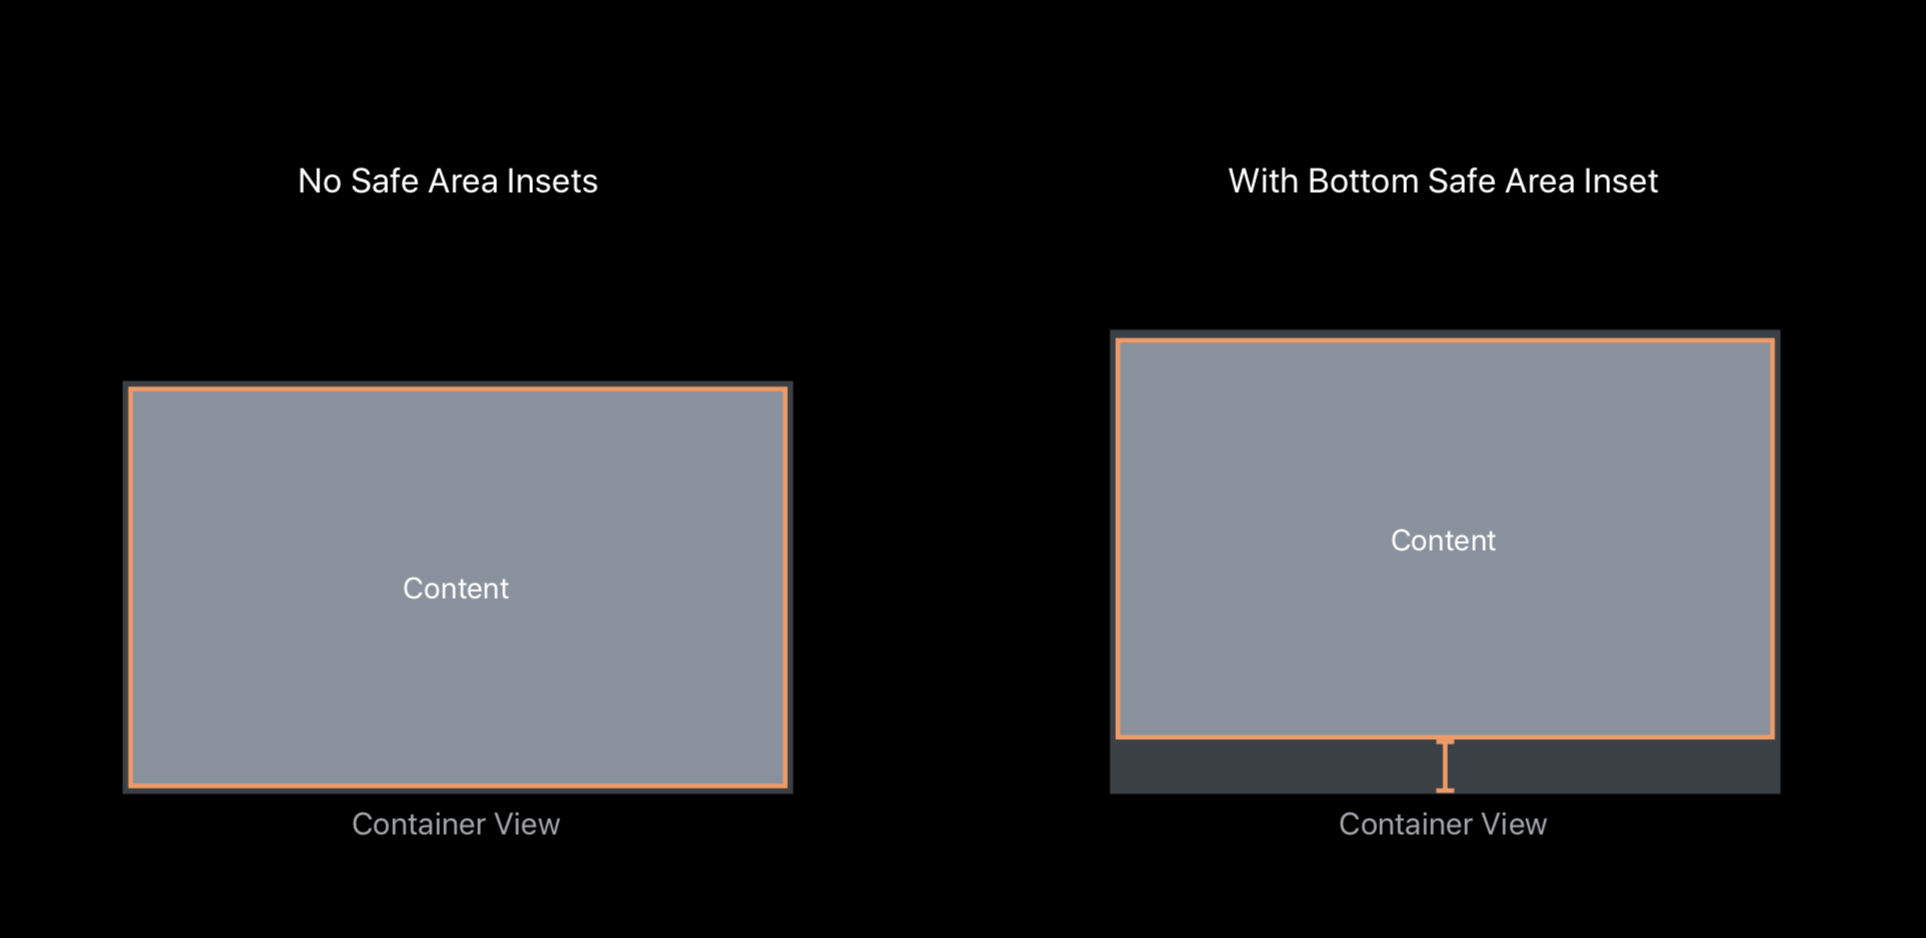 No Safe Area Insets
With Bottom Safe Area Inset
Content
Content
Container View
Container View